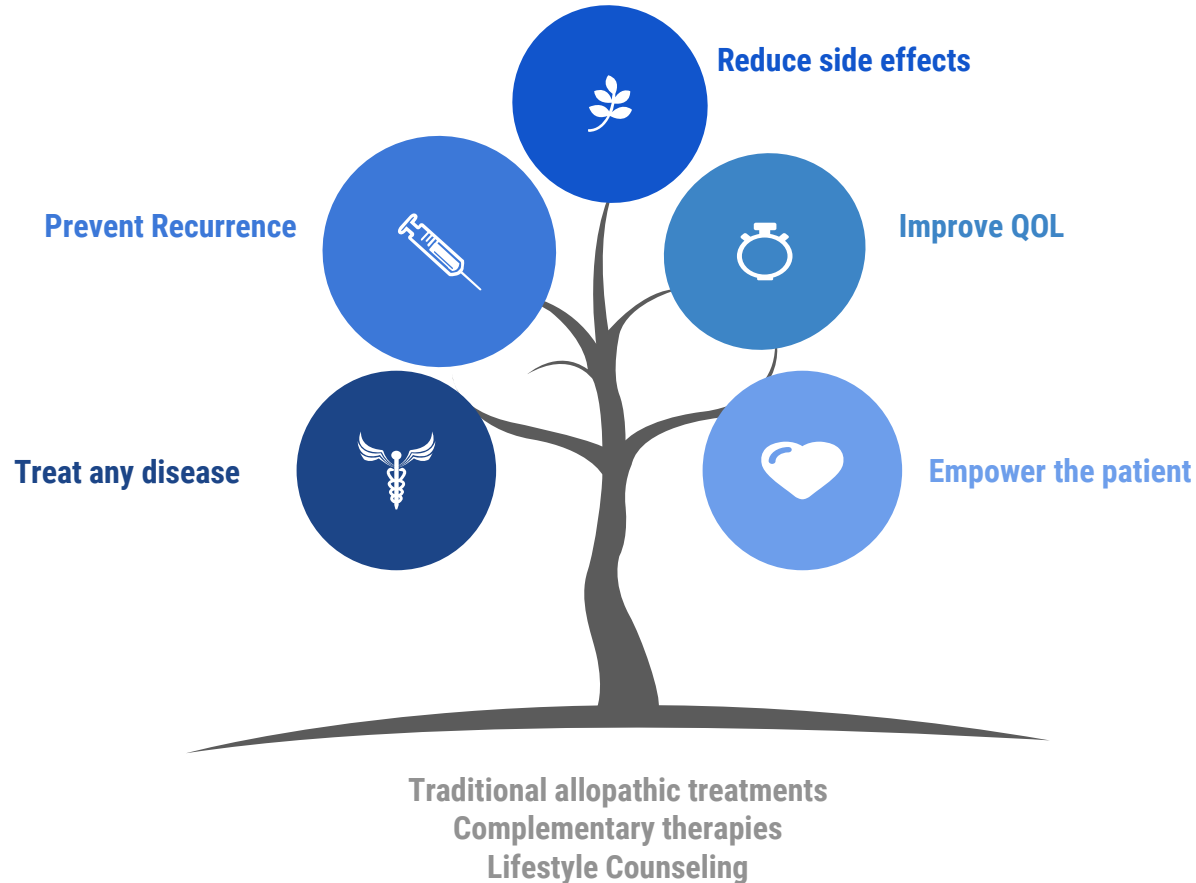 Reduce side effects
Prevent Recurrence
Improve QOL
Treat any disease
Empower the patient
Traditional allopathic treatments
Complementary therapies
Lifestyle Counseling